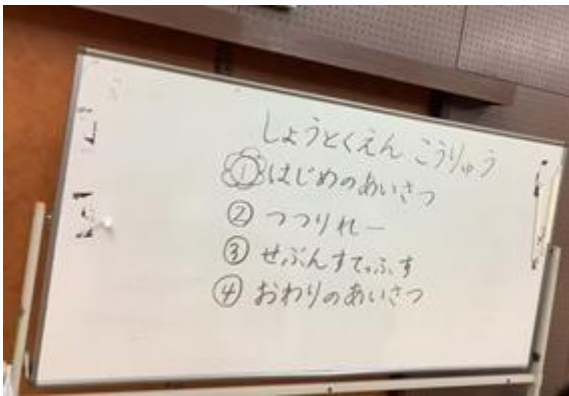 しょうとくえん こうりゅう
① はじめのあいさつ
② つつりれー
③ せぶんすてっぷす
④ おわりのあいさつ